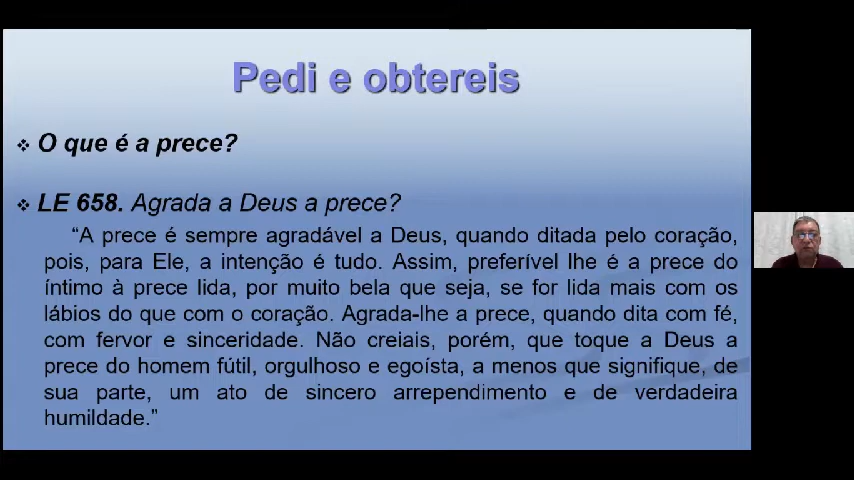 Pedi e obtereis
O que é a prece?
LE 658. Agrada a Deus a prece?
“A prece é sempre agradável a Deus, quando ditada pelo coração,
pois, para Ele, a intenção é tudo. Assim, preferível lhe é a prece do
íntimo à prece lida, por muito bela que seja, se for lida mais com os
lábios do que com o coração. Agrada-lhe a prece, quando dita com fé,
com fervor e sinceridade. Não creiais, porém, que toque a Deus a
prece do homem fútil, orgulhoso e egoísta, a menos que signifique, de
sua parte, um ato de sincero arrependimento e de verdadeira
humildade.”